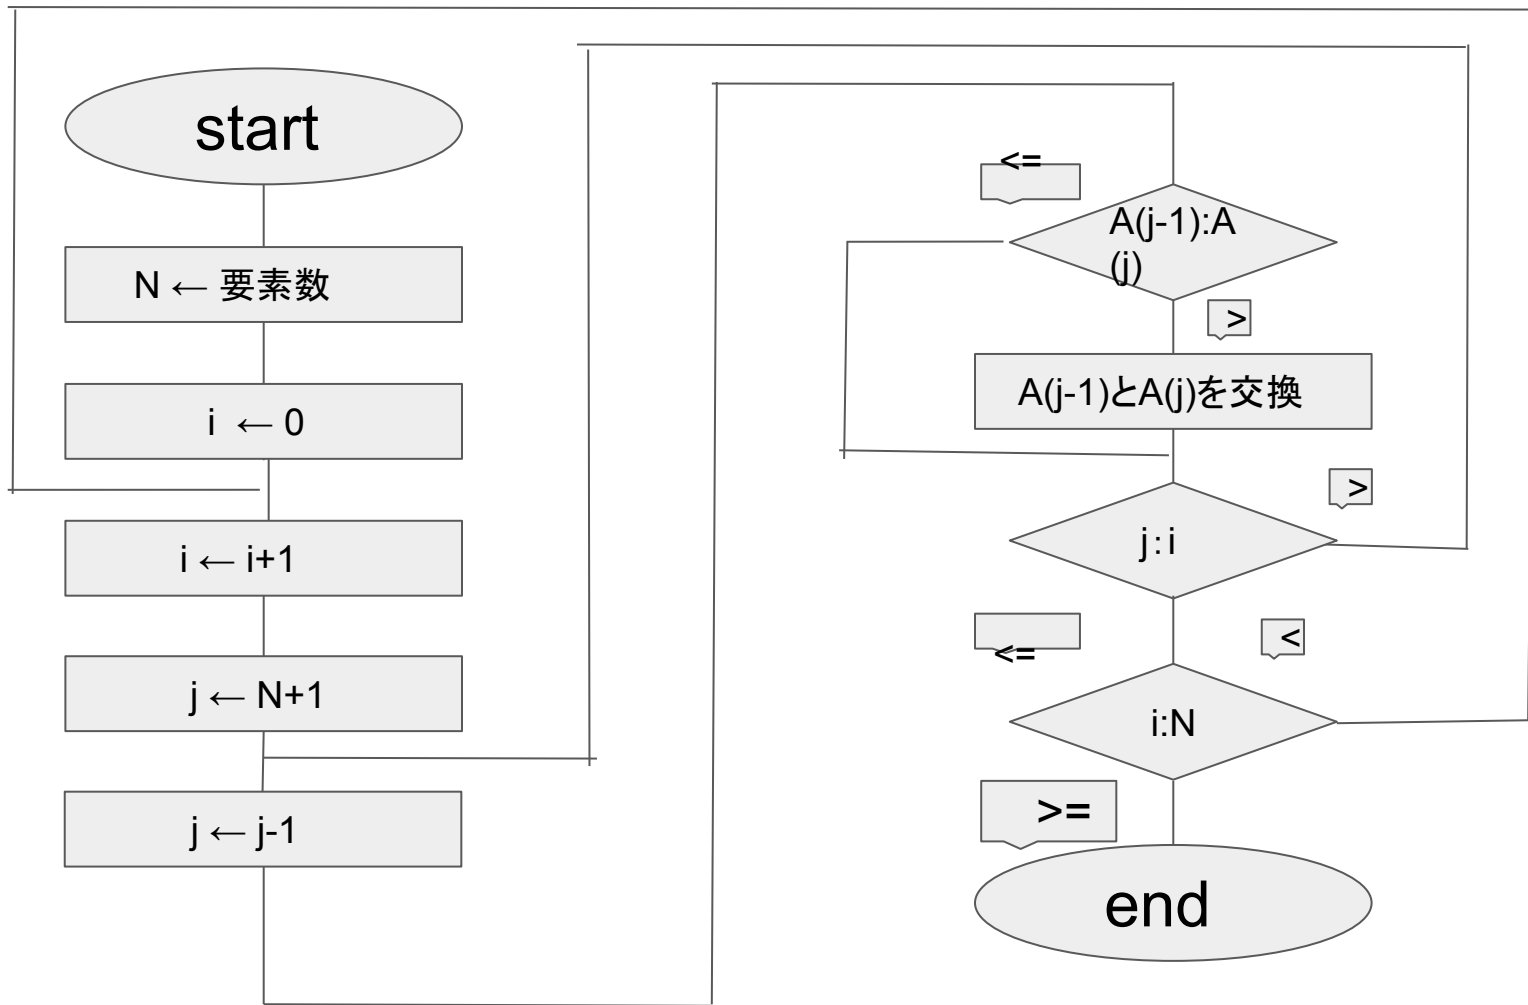 start
N ← 要素数
i ← 0
i ← i+1
j ← N+1
j ← j-1
<=
A(j-1):A
(j)
>
A(j-1)とA(j)を交換
>
j：i
<=
<
i:N
>=
end